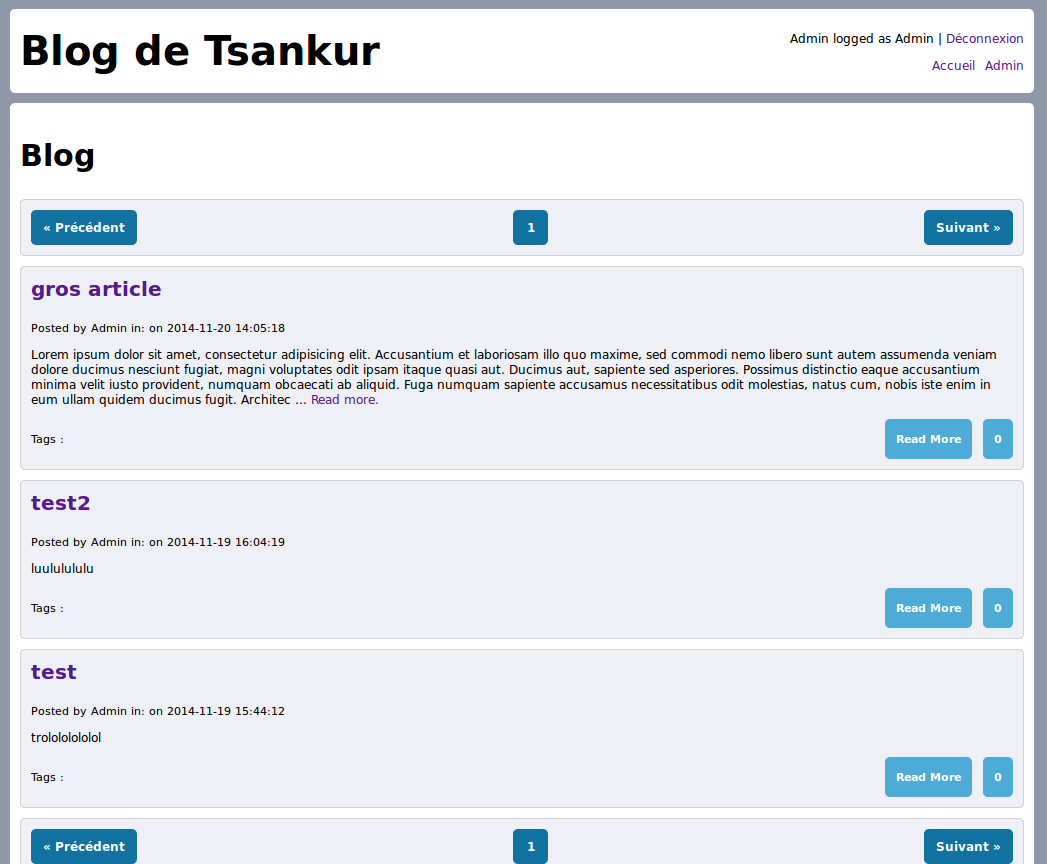 Blog de Tsankur
Admin logged as Admin | Déconnexion
Accueil Admin
Blog
« Précédent 1 Suivant »
gros article
Posted by Admin in: on 2014-11-20 14:05:18
Lorem ipsum dolor sit amet, consectetur adipisicing elit. Accusantium et laboriosam illo quo maxime, sed commodi nemo libero sunt autem assumenda veniam
dolore ducimus nesciunt fugiat, magni voluptates odit ipsam itaque quasi aut. Ducimus aut, sapiente sed asperiores. Possimus distinctio eaque accusantium
minima velit iusto provident, numquam obcaecati ab aliquid. Fuga numquam sapiente accusamus necessitatibus odit molestias, natus cum, nobis iste enim in
eum ullam quidem ducimus fugit. Architec ... Read more.
Tags : Read More 0
test2
Posted by Admin in: on 2014-11-19 16:04:19
luulululullu
Tags : Read More 0
test
Posted by Admin in: on 2014-11-19 15:44:12
trololololololol
Tags : Read More 0
« Précédent 1 Suivant »